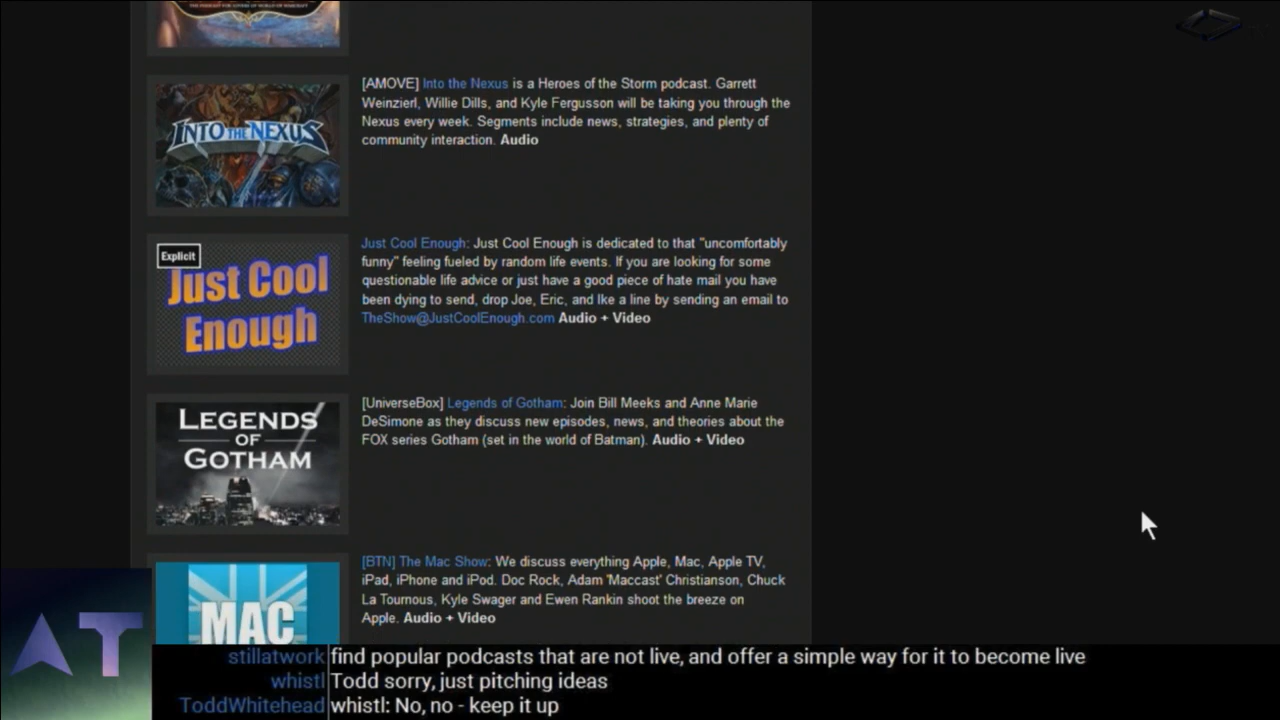 THE PODCAST FOR LOVERS OF WORLD OF WARCRAFT
INTO THE NEXUS
[AMOVE] Into the Nexus is a Heroes of the Storm podcast. Garrett
Weinzierl, Willie Dills, and Kyle Fergusson will be taking you through the
Nexus every week. Segments include news, strategies, and plenty of
community interaction. Audio
Explicit
Just Cool
Enough
Just Cool Enough: Just Cool Enough is dedicated to that "uncomfortably
funny" feeling fueled by random life events. If you are looking for some
questionable life advice or just have a good piece of hate mail you have
been dying to send, drop Joe, Eric, and Ike a line by sending an email to
TheShow@JustCoolEnough.com Audio + Video
LEGENDS
OF
GOTHAM
[UniverseBox] Legends of Gotham: Join Bill Meeks and Anne Marie
DeSimone as they discuss new episodes, news, and theories about the
FOX series Gotham (set in the world of Batman). Audio + Video
MAC
[BTN] The Mac Show: We discuss everything Apple, Mac, Apple TV,
iPad, iPhone and iPod. Doc Rock, Adam 'Maccast' Christianson, Chuck
La Tournous, Kyle Swager and Ewen Rankin shoot the breeze on
Apple. Audio + Video
AT
stillatwork find popular podcasts that are not live, and offer a simple way for it to become live
whistl Todd sorry, just pitching ideas
ToddWhitehead whistl: No, no - keep it up